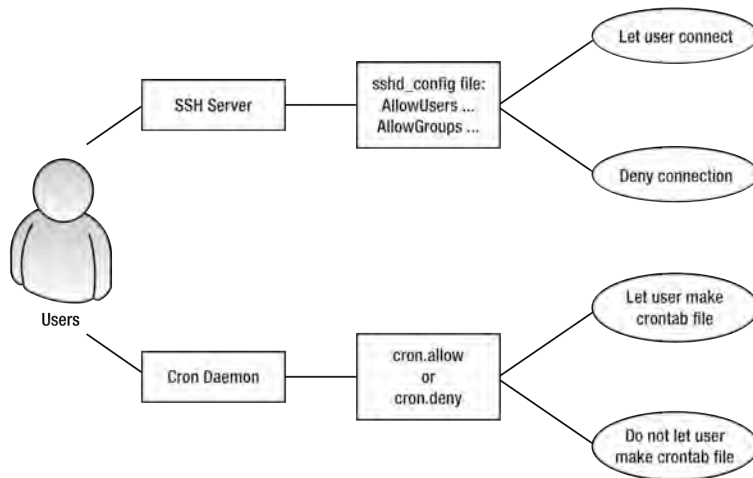 Let user connect
SSH Server
sshd_config file:
AllowUsers ...
AllowGroups ...
Deny connection
Users
Let user make
crontab file
Cron Daemon
cron.allow
or
cron.deny
Do not let user
make crontab file